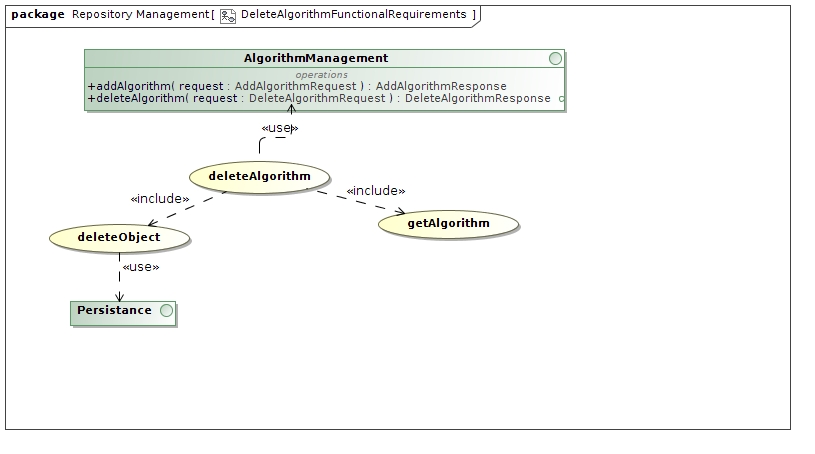 package Repository Management[ DeleteAlgorithmFunctionalRequirements ]
AlgorithmManagement
operations
+addAlgorithm( request : AddAlgorithmRequest ) : AddAlgorithmResponse
+deleteAlgorithm( request : DeleteAlgorithmRequest ) : DeleteAlgorithmResponse
«use»
deleteAlgorithm
«include»
«include»
getAlgorithm
deleteObject
«use»
Persistance